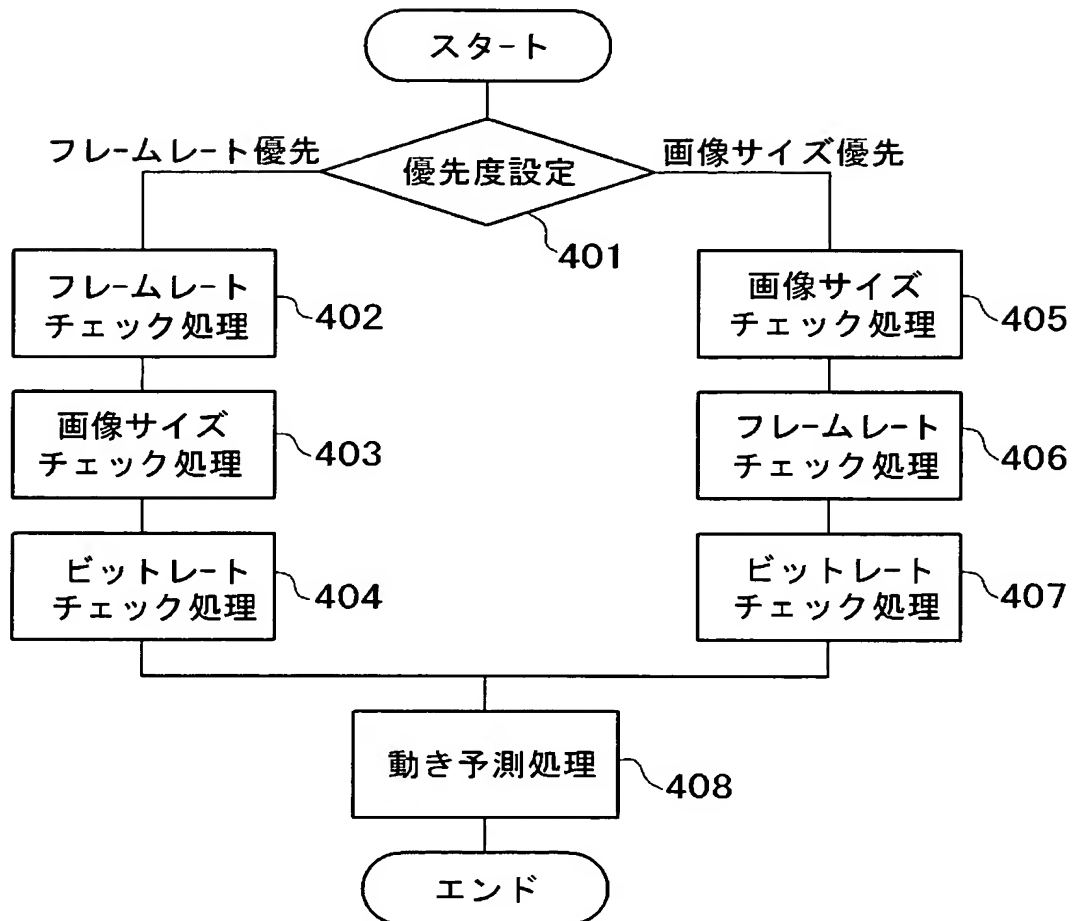 スタート
フレームレート優先
優先度設定
画像サイズ優先
401
フレームレート
チェック処理
402
画像サイズ
チェック処理
403
ビットレート
チェック処理
404
画像サイズ
チェック処理
405
フレームレート
チェック処理
406
ビットレート
チェック処理
407
動き予測処理
408
エンド